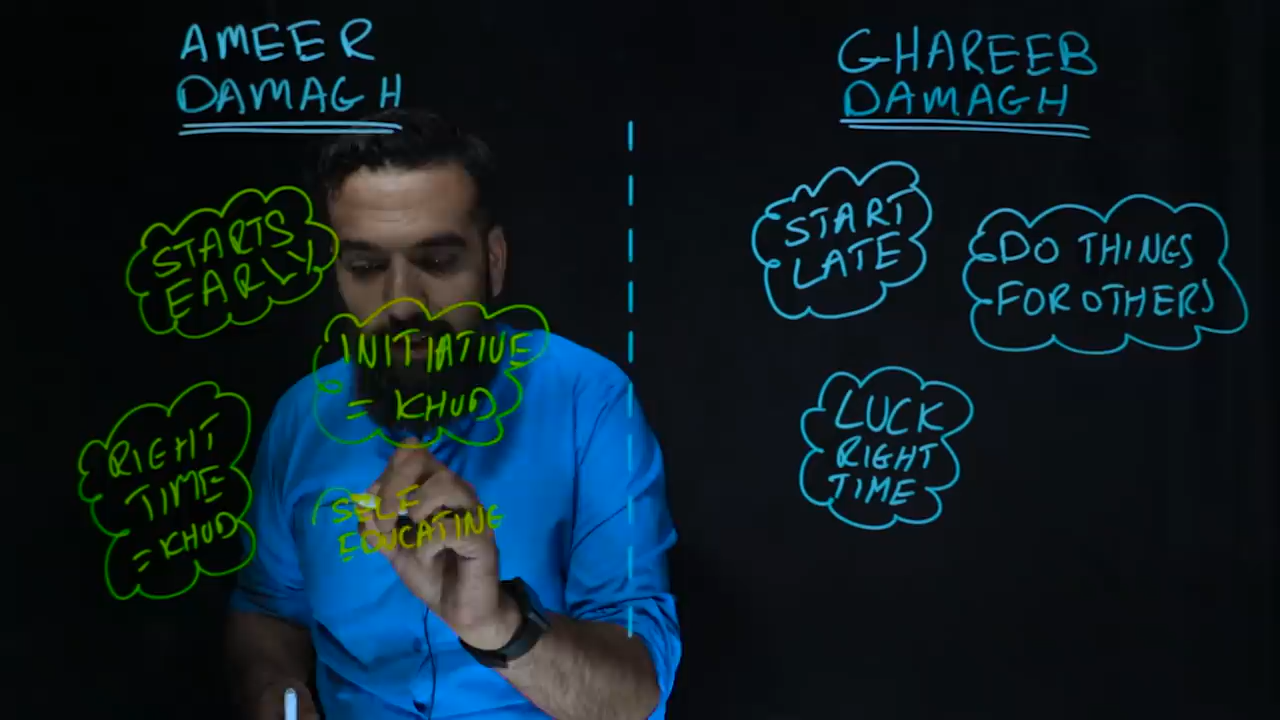 AMEER
DAMAGH
STARTS
EARLY
INITIATIVE
= KHUD
RIGHT
TIME
= KHUD
SELF
EDUCATING
GHAREEB
DAMAGH
START
LATE
DO THINGS
FOR OTHERS
LUCK
RIGHT
TIME